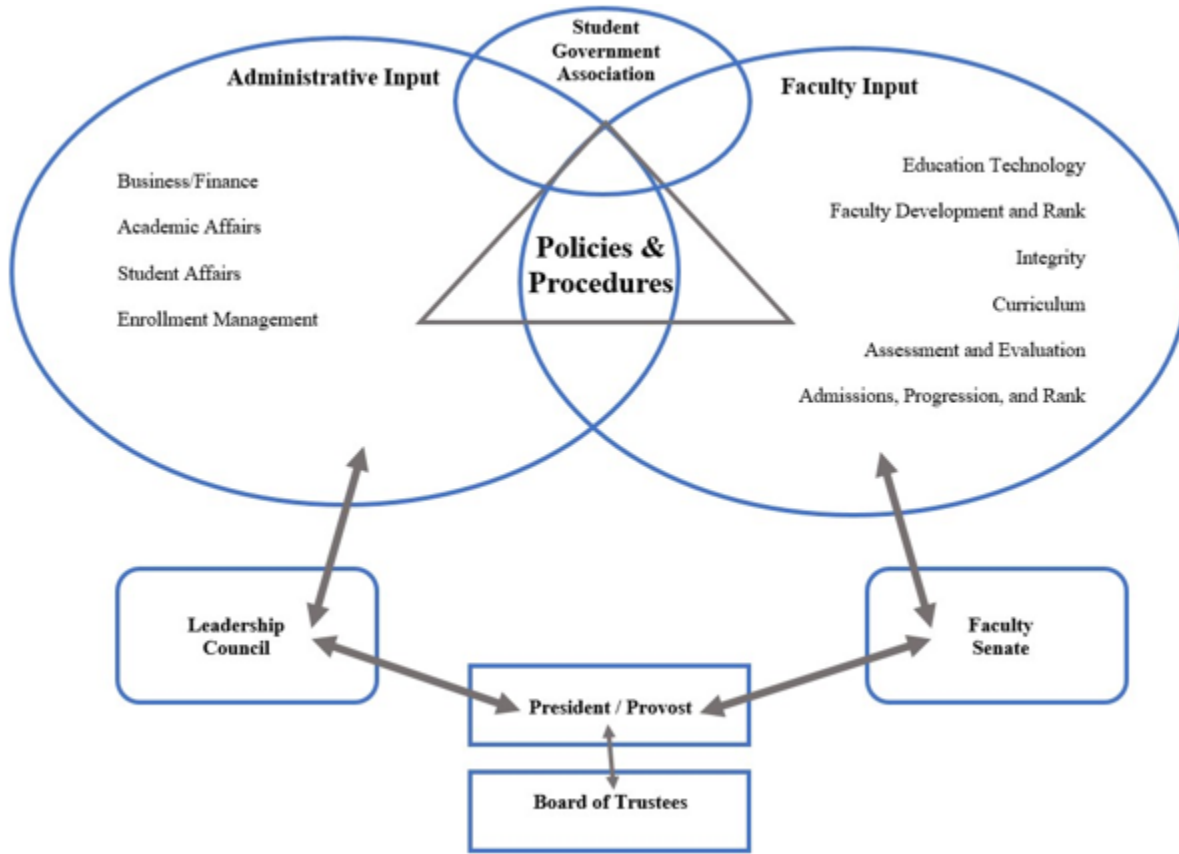 Student
Government
Association
Administrative Input
Faculty Input
Business/Finance
Academic Affairs
Student Affairs
Enrollment Management
Education Technology
Faculty Development and Rank
Integrity
Curriculum
Assessment and Evaluation
Admissions, Progression, and Rank
Policies &
Procedures
Leadership
Council
Faculty
Senate
President / Provost
Board of Trustees